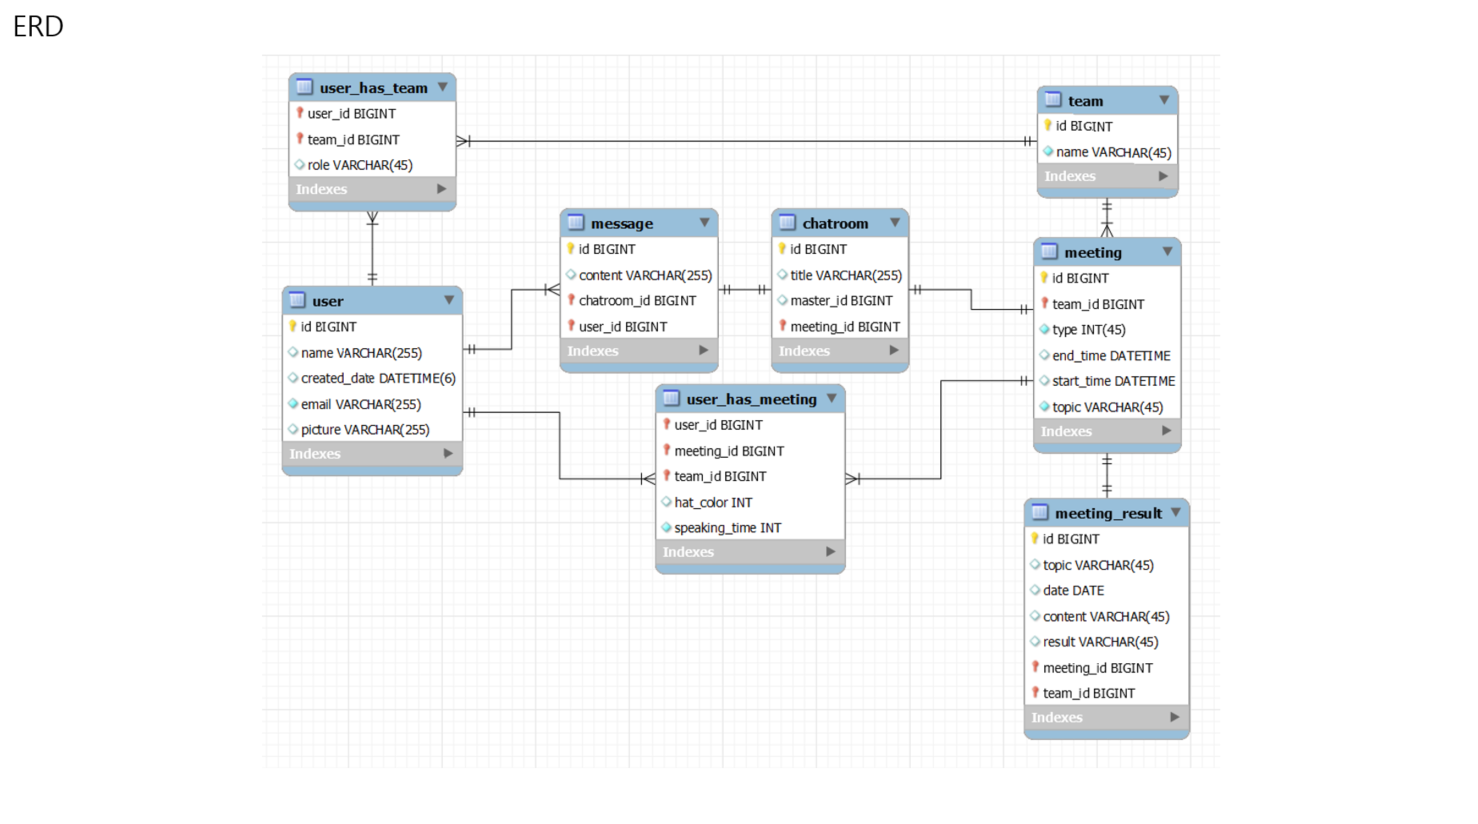 ERD
user_has_team
user_id BIGINT
team_id BIGINT
role VARCHAR(45)
Indexes
team
id BIGINT
name VARCHAR(45)
Indexes
message
id BIGINT
content VARCHAR(255)
chatroom_id BIGINT
user_id BIGINT
Indexes
chatroom
id BIGINT
title VARCHAR(255)
master_id BIGINT
meeting_id BIGINT
Indexes
meeting
id BIGINT
team_id BIGINT
type INT(45)
end_time DATETIME
start_time DATETIME
topic VARCHAR(45)
Indexes
user
id BIGINT
name VARCHAR(255)
created_date DATETIME(6)
email VARCHAR(255)
picture VARCHAR(255)
Indexes
user_has_meeting
user_id BIGINT
meeting_id BIGINT
team_id BIGINT
hat_color INT
speaking_time INT
Indexes
meeting_result
id BIGINT
topic VARCHAR(45)
date DATE
content VARCHAR(45)
result VARCHAR(45)
meeting_id BIGINT
team_id BIGINT
Indexes